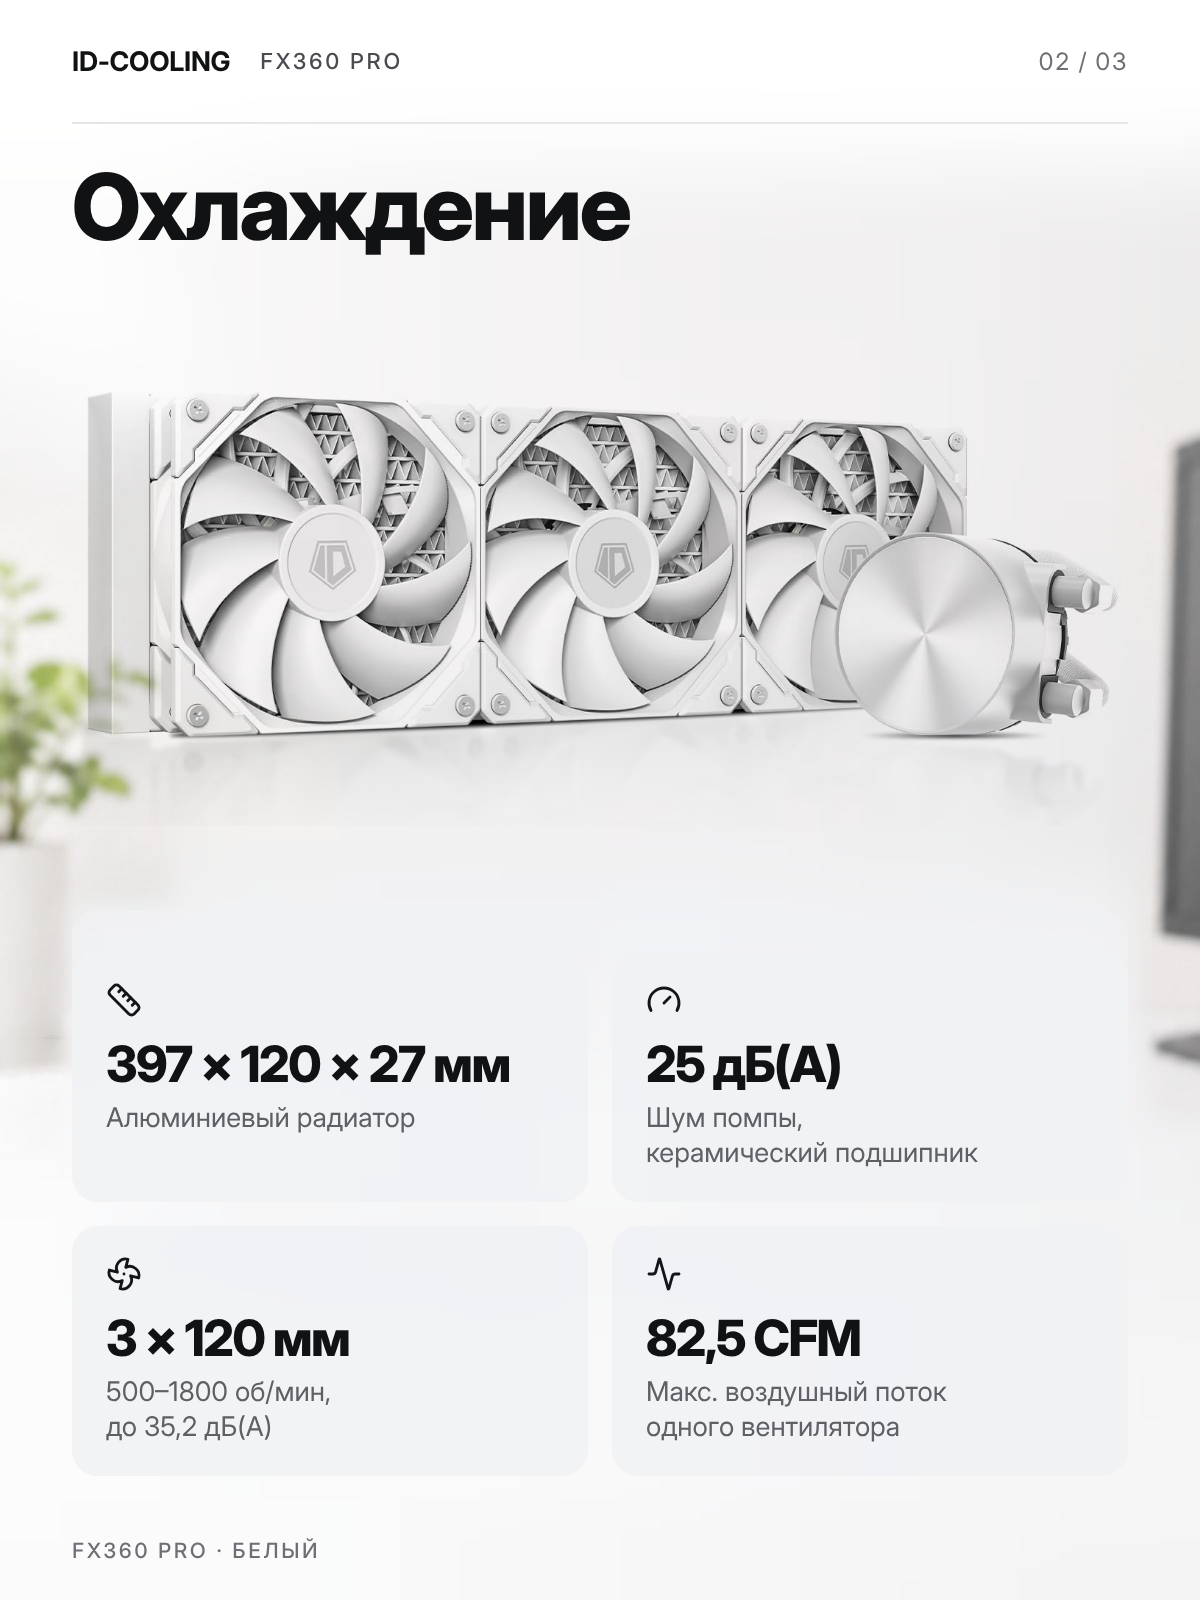 ID-COOLING FX360 PRO 02 / 03
Охлаждение
397 × 120 × 27 мм
Алюминиевый радиатор
25 дБ(А)
Шум помпы,
керамический подшипник
3 × 120 мм
500–1800 об/мин,
до 35,2 дБ(А)
82,5 CFM
Макс. воздушный поток
одного вентилятора
FX360 PRO · БЕЛЫЙ